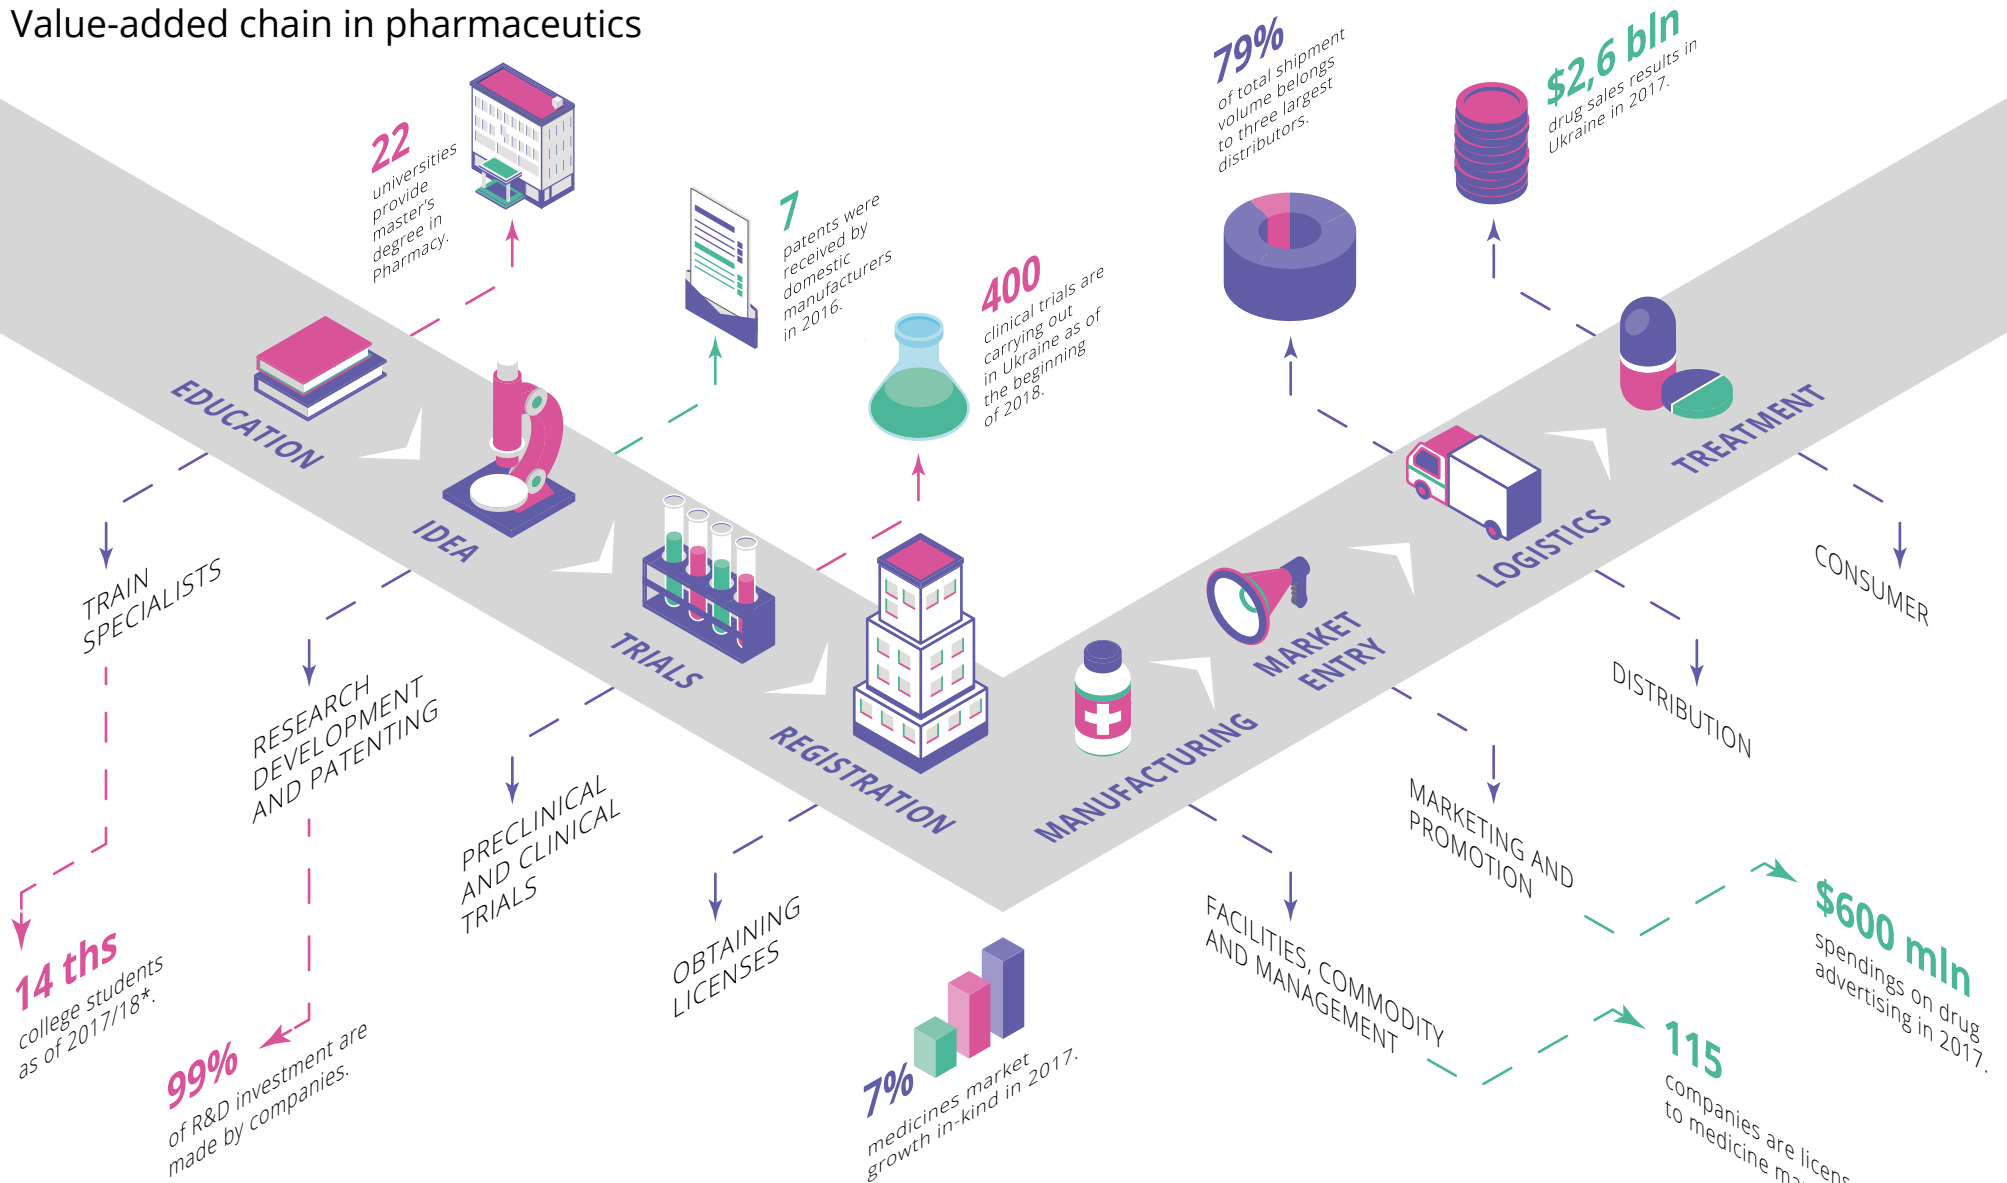 Value-added chain in pharmaceutics
22
universities
provide
master's
degree in
Pharmacy.
7
patents were
received by
domestic
manufacturers
in 2016.
400
clinical trials are
carrying out
in Ukraine as of
the beginning
of 2018.
79%
of total shipment
volume belongs
to three largest
distributors.
$2,6 bln
drug sales results in
Ukraine in 2017.
EDUCATION
IDEA
TRIALS
REGISTRATION
MANUFACTURING
MARKET
ENTRY
LOGISTICS
TREATMENT
TRAIN
SPECIALISTS
RESEARCH
DEVELOPMENT
AND PATENTING
PRECLINICAL
AND CLINICAL
TRIALS
OBTAINING
LICENSES
FACILITIES, COMMODITY
AND MANAGEMENT
MARKETING AND
PROMOTION
DISTRIBUTION
CONSUMER
14 ths
college students
as of 2017/18*.
99%
of R&D investment are
made by companies.
7%
medicines market
growth in-kind in 2017.
115
companies are
to medicine
$600 mln
spendings on drug
advertising in 2017.